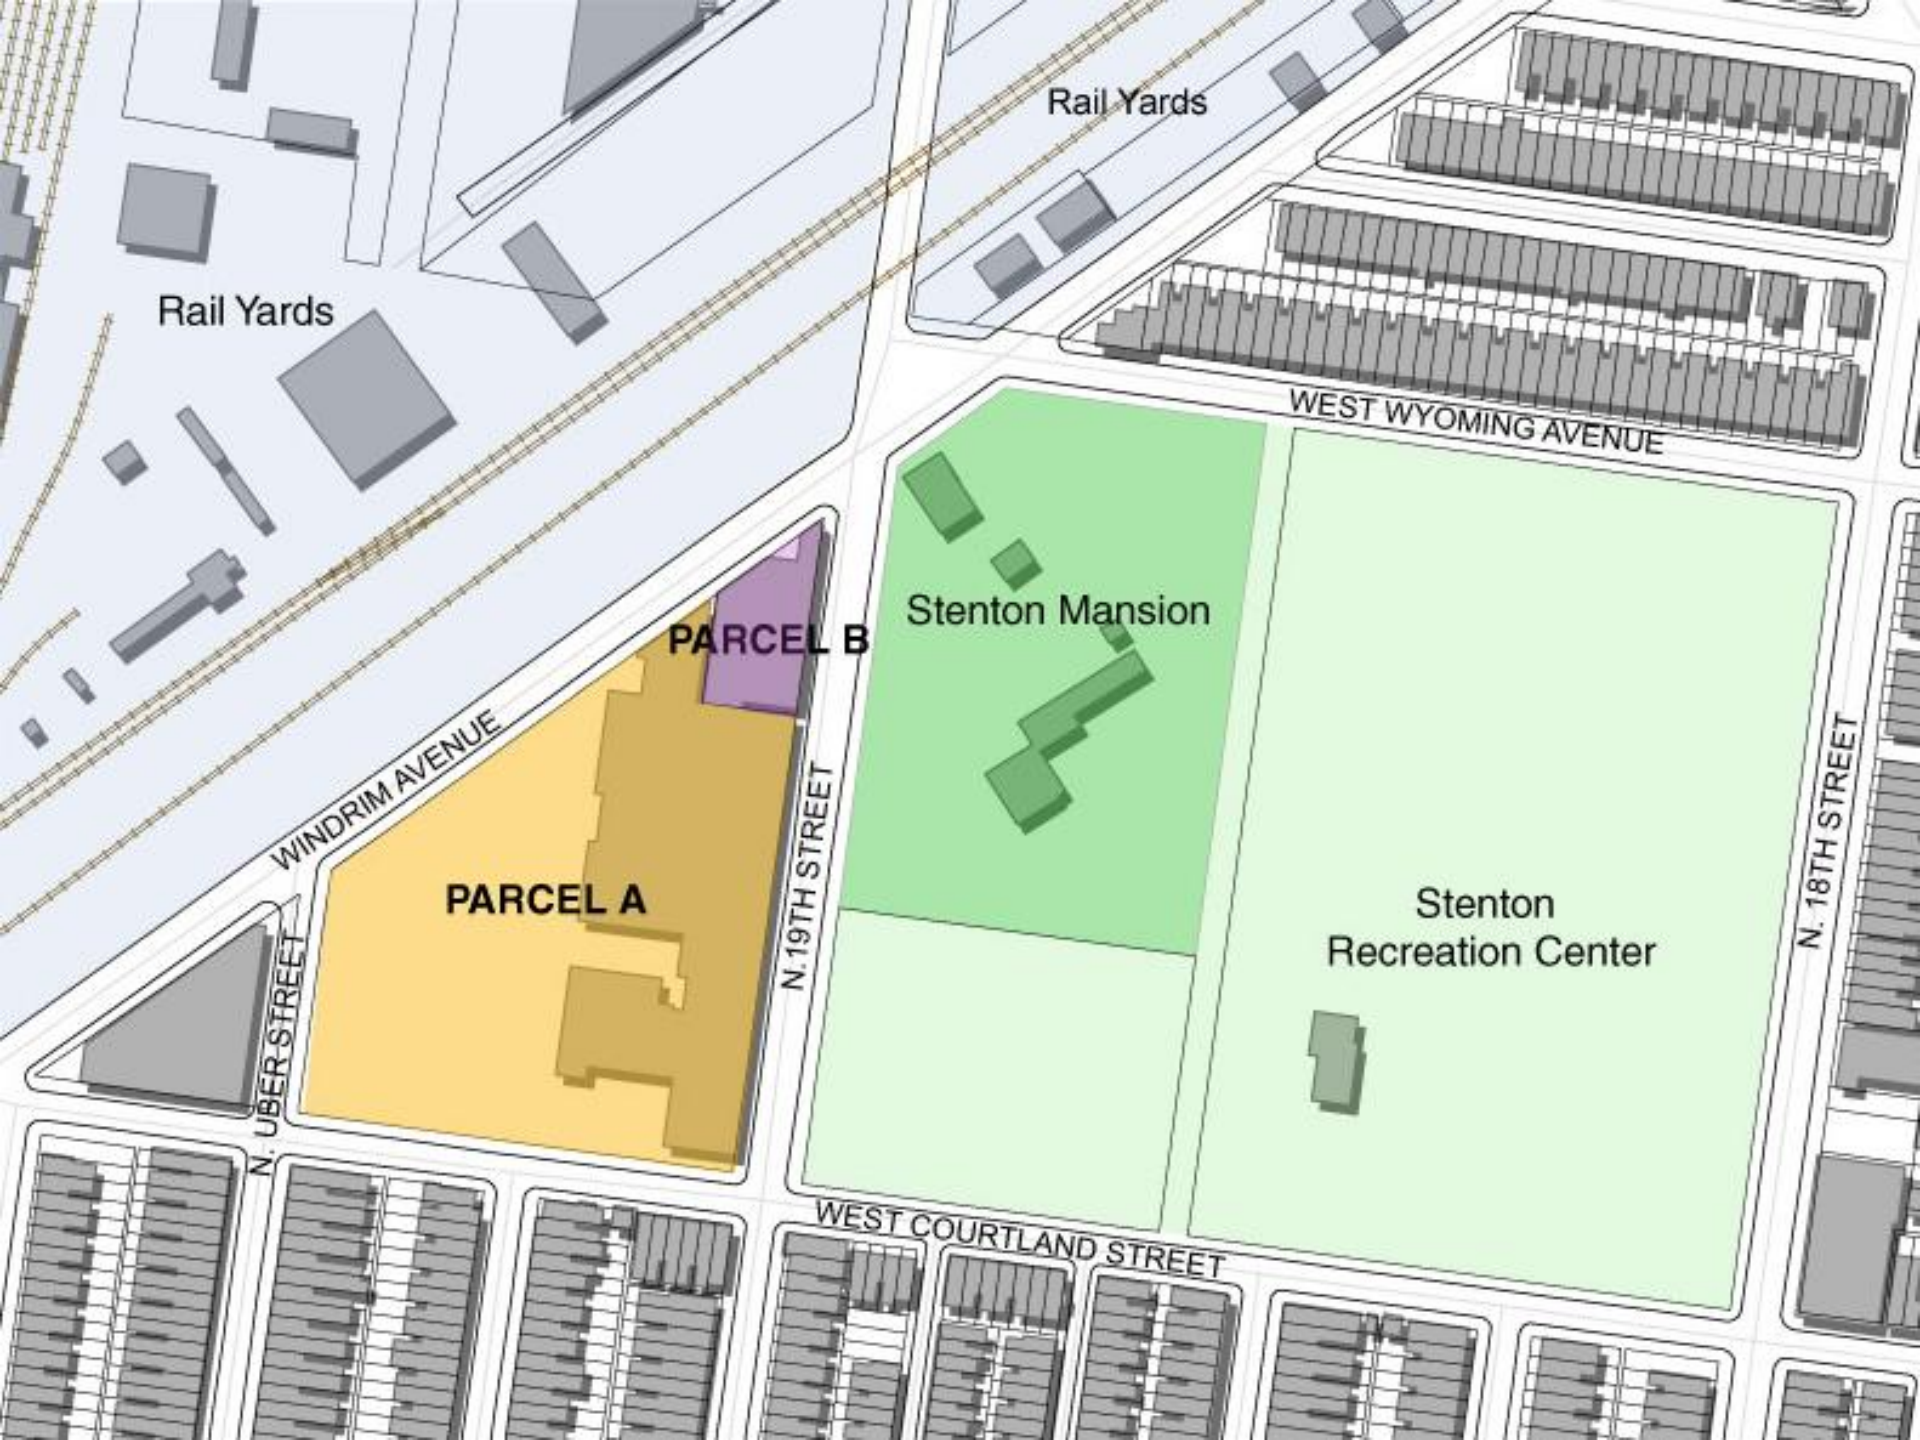 Rail Yards
Rail Yards
WEST WYOMING AVENUE
Stenton Mansion
PARCEL B
WINDRIM AVENUE
N.19TH STREET
N. 18TH STREET
PARCEL A
Stenton
Recreation Center
N. UBER STREET
WEST COURTLAND STREET